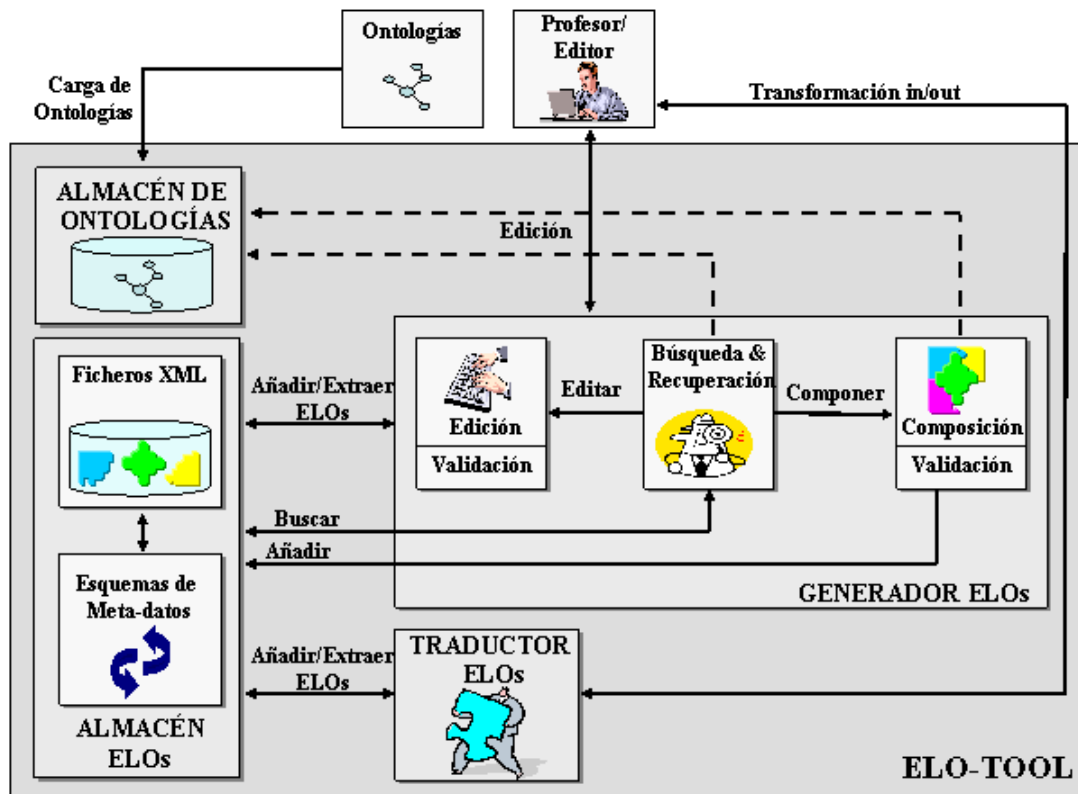 Ontologías
Profesor/
Editor
Carga de
Ontologías
Transformación in/out
ALMACÉN DE
ONTOLOGÍAS
Edición
Ficheros XML
Añadir/Extraer
ELOs
Edición
Validación
Editar
Búsqueda &
Recuperación
Componer
Composición
Validación
Buscar
Añadir
GENERADOR ELOs
Esquemas de
Meta-datos
ALMACÉN
ELOs
Añadir/Extraer
ELOs
TRADUCTOR
ELOs
ELO-TOOL